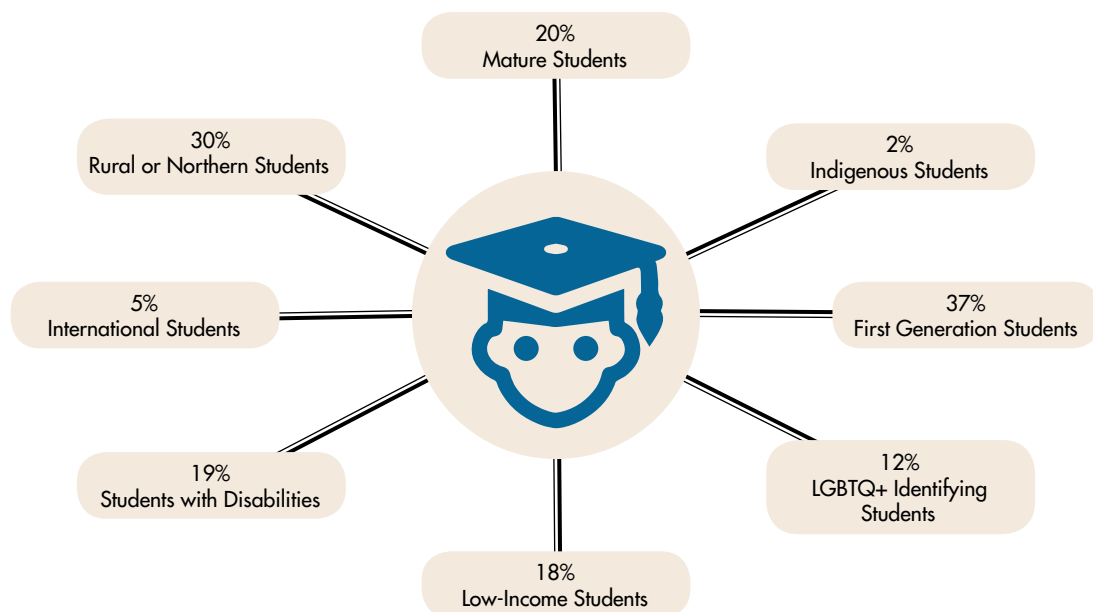 20%
Mature Students
30%
Rural or Northern Students
2%
Indigenous Students
5%
International Students
37%
First Generation Students
19%
Students with Disabilities
12%
LGBTQ+ Identifying
Students
18%
Low-Income Students